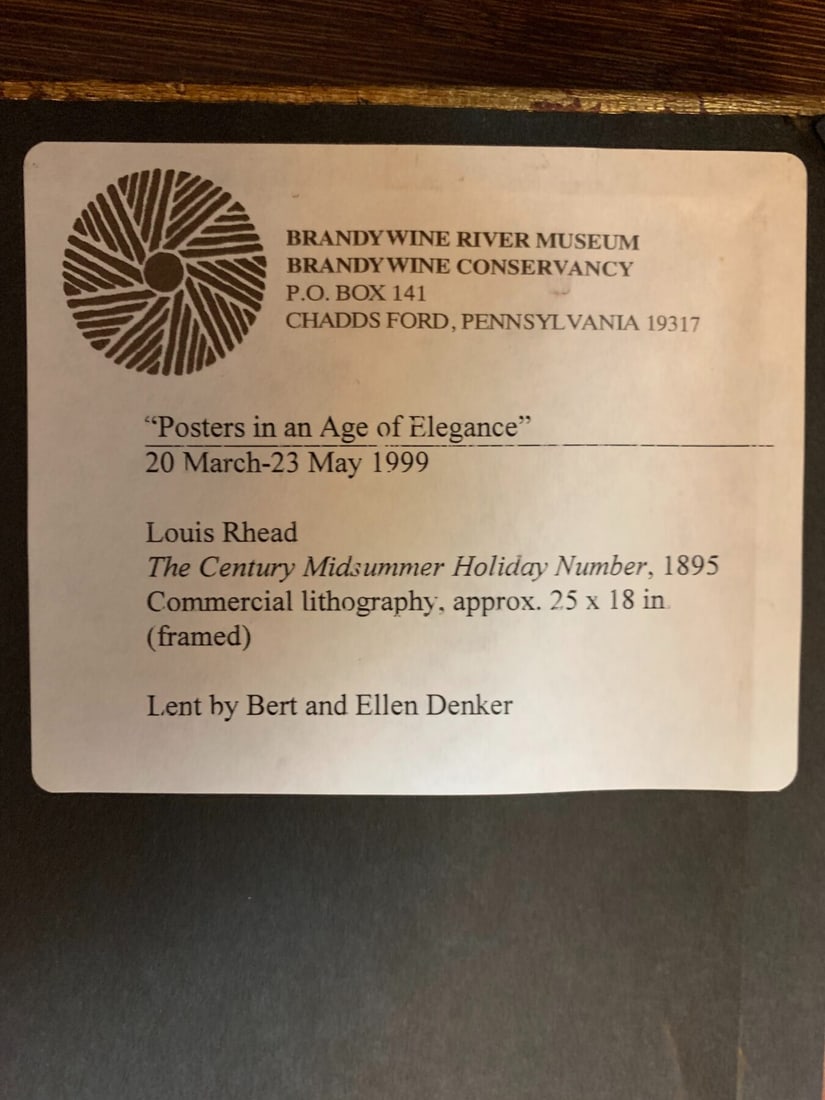 BRANDYWINE RIVER MUSEUM
BRANDYWINE CONSERVANCY
P.O. BOX 141
CHADDS FORD, PENNSYLVANIA 19317
“Posters in an Age of Elegance”
20 March-23 May 1999
Louis Rhead
The Century Midsummer Holiday Number, 1895
Commercial lithography, approx. 25 x 18 in.
(framed)
Lent by Bert and Ellen Denker